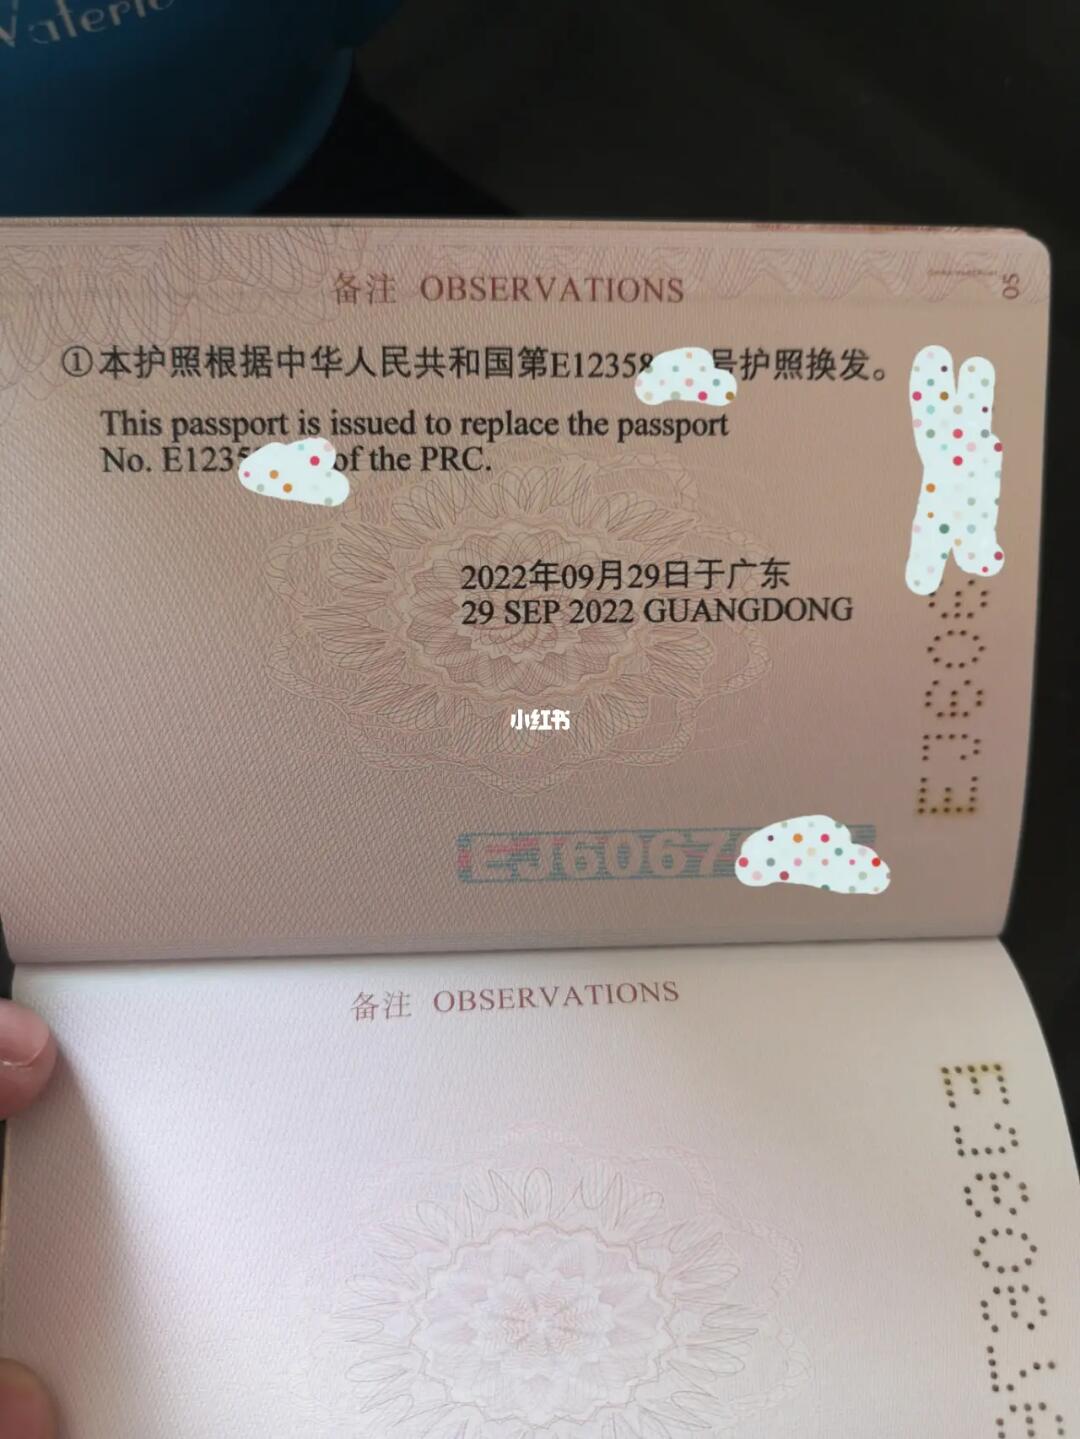 备注 OBSERVATIONS
05
①本护照根据中华人民共和国第E12358号护照换发。
This passport is issued to replace the passport
No. E1235 of the PRC.
2022年09月29日于广东
29 SEP 2022 GUANGDONG
小红书
EJ6067
EJ606
备注 OBSERVATIONS
EJ6067